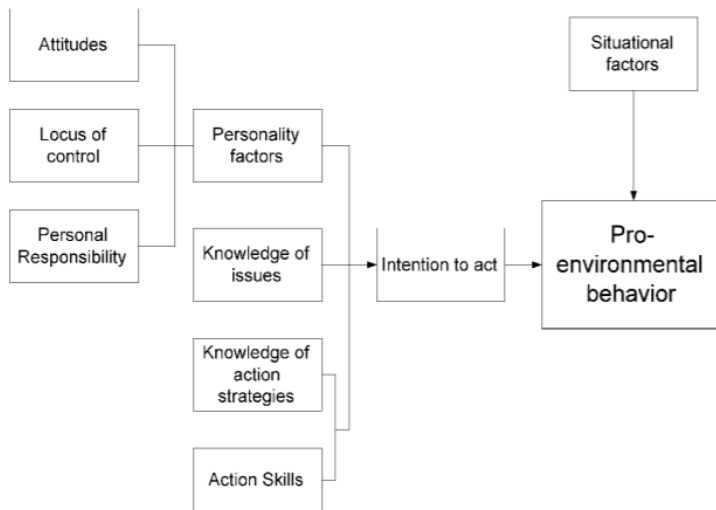 Attitudes
Locus of
control
Personal
Responsibility
Personality
factors
Knowledge of
issues
Knowledge of
action
strategies
Action Skills
Intention to act
Situational
factors
Pro-
environmental
behavior